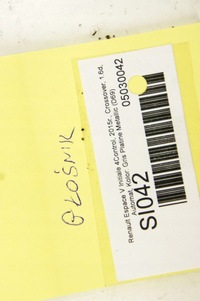 GŁOŚNIK
Renault Espace V Initiale 4Control, 2015r., Crossover, 1.6d,
Automat, Kolor: Gris Platine Metallic (D69)
SI042
05030042